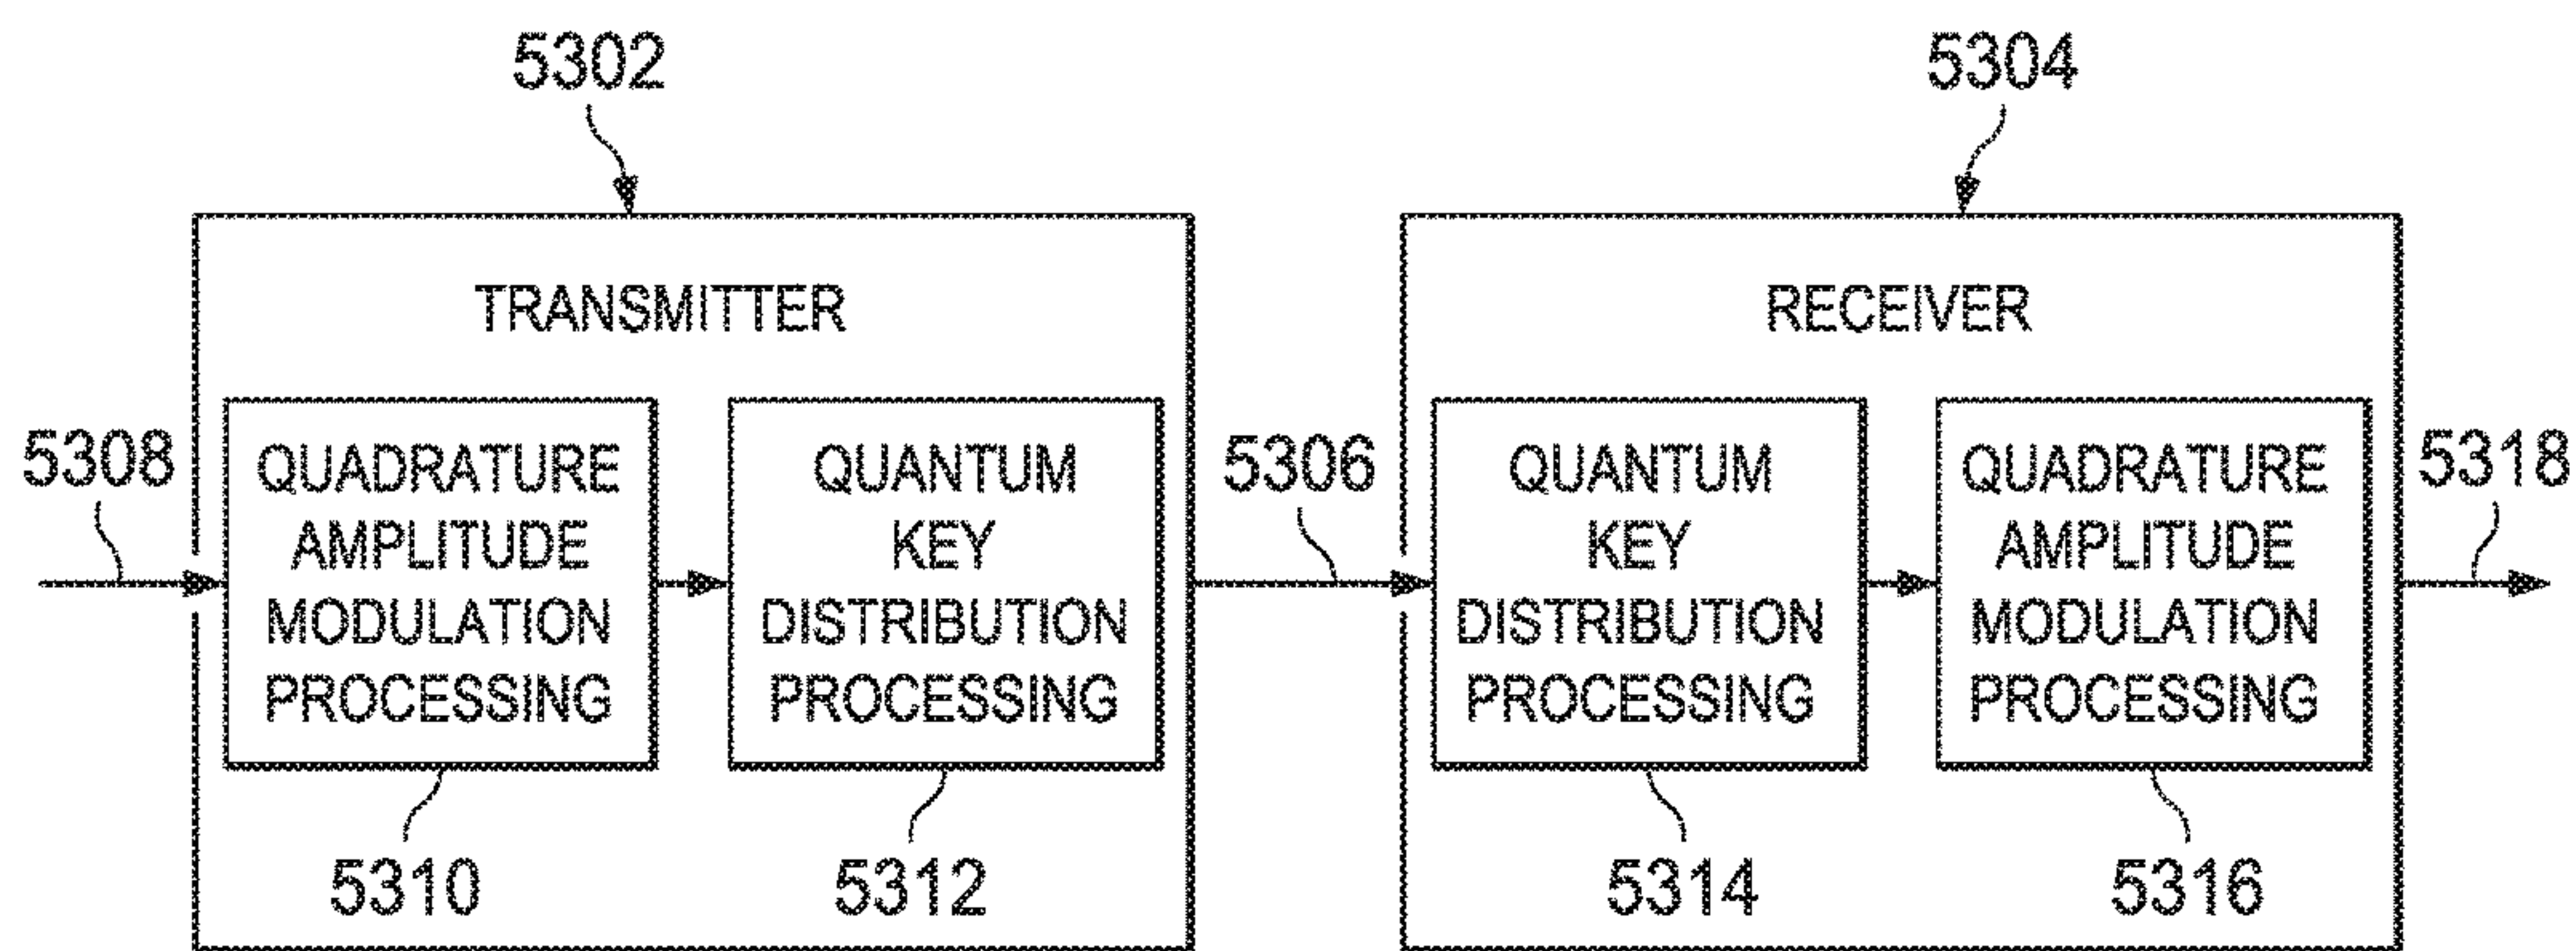 5302
5304
TRANSMITTER
RECEIVER
5308
QUADRATURE
AMPLITUDE
MODULATION
PROCESSING
QUANTUM
KEY
DISTRIBUTION
PROCESSING
5306
QUANTUM
KEY
DISTRIBUTION
PROCESSING
QUADRATURE
AMPLITUDE
MODULATION
PROCESSING
5318
5310
5312
5314
5316